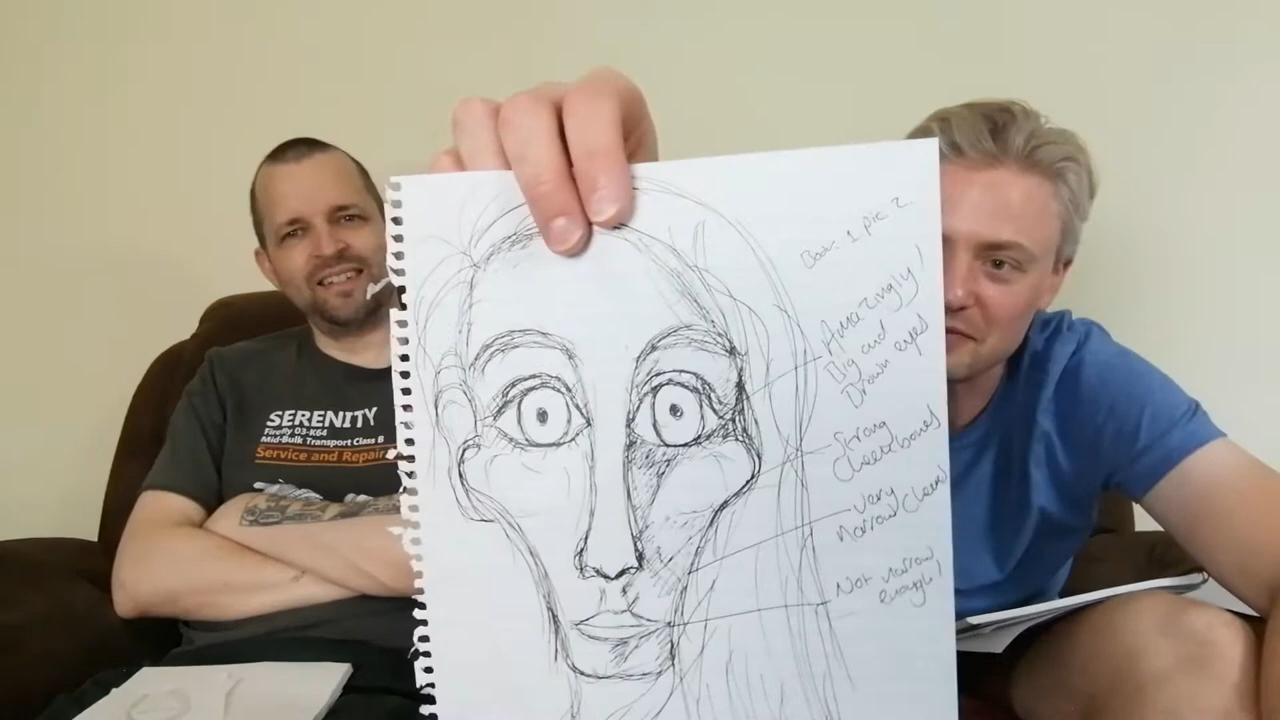 SERENITY
Firefly 03-K64
Mid-Bulk Transport Class B
Service and Repair
Book 1 pic 2
Amazingly!
Big and
Drawn eyes
Strong
Cheekbones
Very
Narrow
Not narrow
enough!